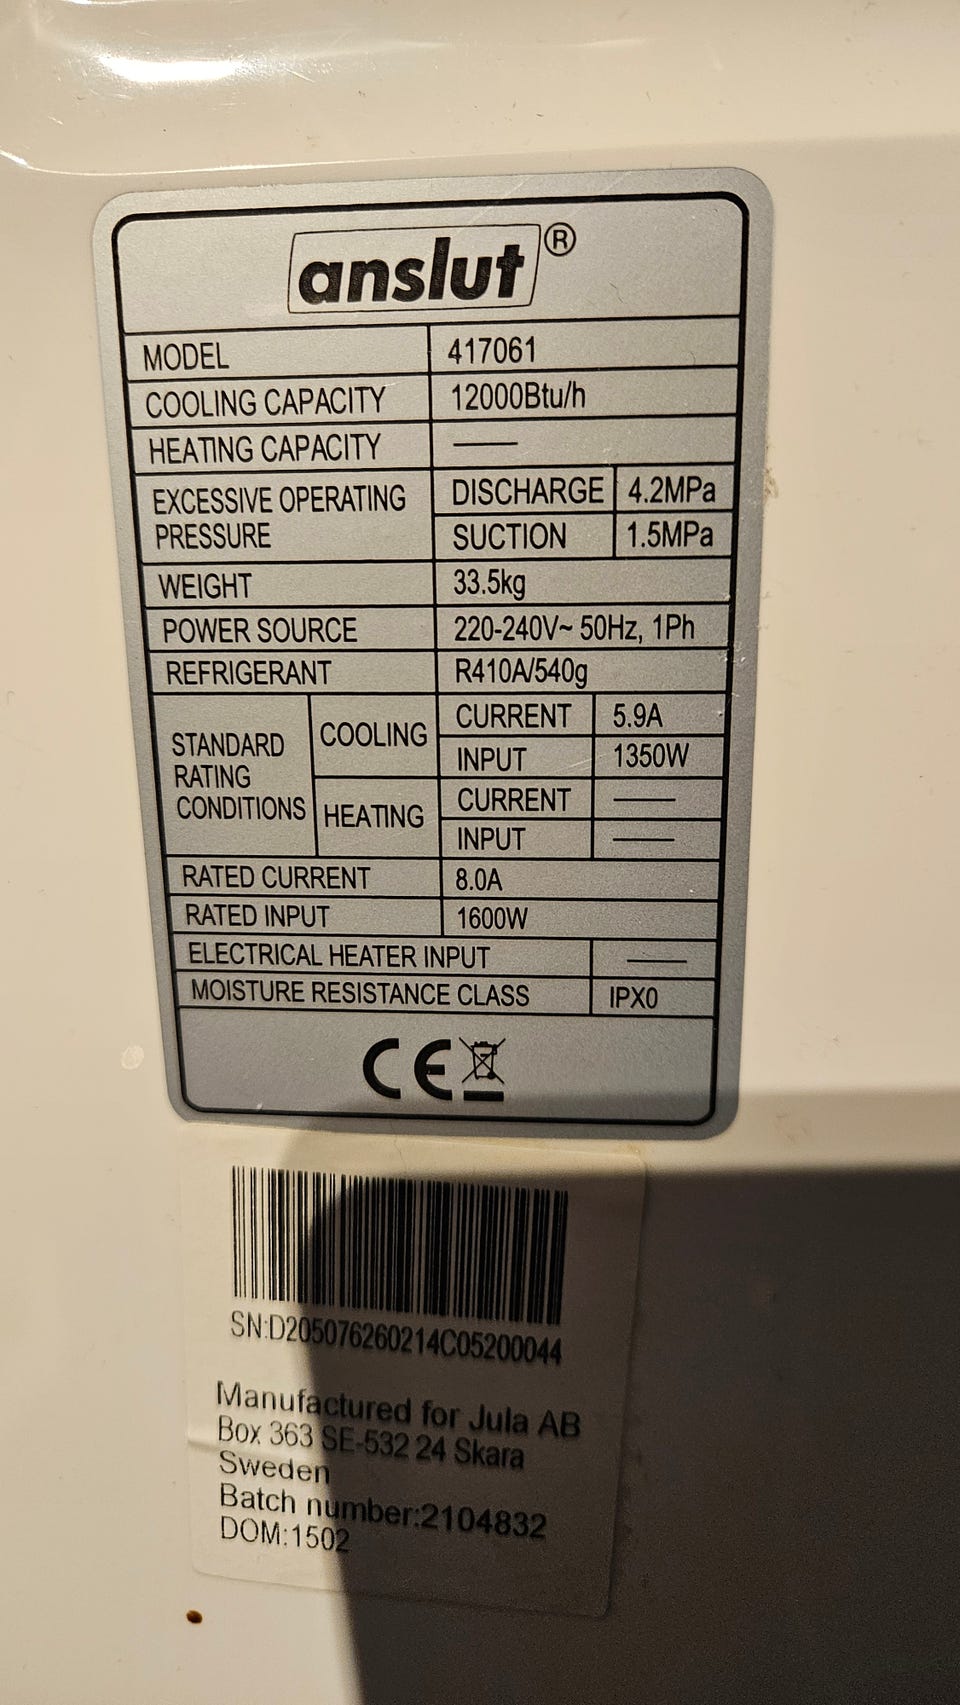 anslut®
MODEL 417061
COOLING CAPACITY 12000Btu/h
HEATING CAPACITY ——
EXCESSIVE OPERATING PRESSURE DISCHARGE 4.2MPa
SUCTION 1.5MPa
WEIGHT 33.5kg
POWER SOURCE 220-240V~ 50Hz, 1Ph
REFRIGERANT R410A/540g
STANDARD RATING CONDITIONS COOLING CURRENT 5.9A
INPUT 1350W
HEATING CURRENT ——
INPUT ——
RATED CURRENT 8.0A
RATED INPUT 1600W
ELECTRICAL HEATER INPUT ——
MOISTURE RESISTANCE CLASS IPX0
CE
SN:D205076260214C05200044
Manufactured for Jula AB
Box 363 SE-532 24 Skara
Sweden
Batch number:2104832
DOM:1502